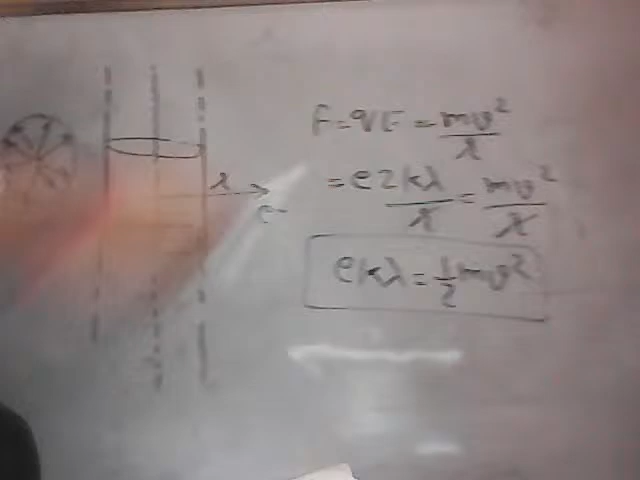 F = qE = mv²/r
= e2kλ/r = mv²/r
ekλ = ½mv²
r
e-